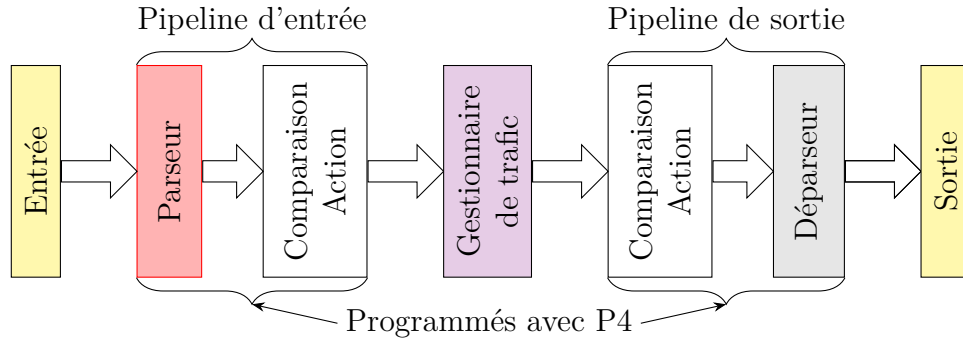 Pipeline d'entrée
Pipeline de sortie
Entrée
Parseur
Comparaison
Action
Gestionnaire
de trafic
Comparaison
Action
Déparseur
Sortie
Programmés avec P4